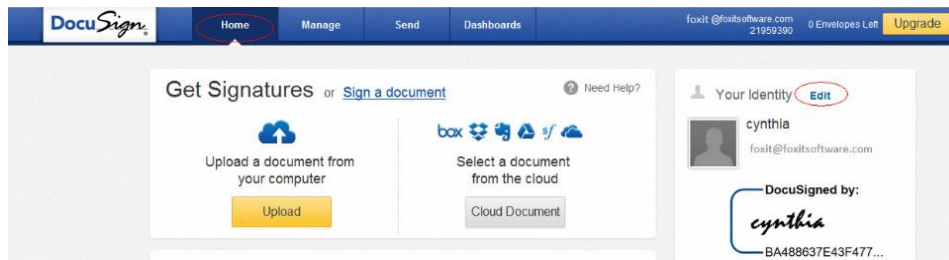 DocuSign
Home Manage Send Dashboards
foxit @foxitsoftware.com
21959390
0 Envelopes Left
Upgrade
Get Signatures or Sign a document
? Need Help?
Upload a document from
your computer
Upload
box sf
Select a document
from the cloud
Cloud Document
Your Identity Edit
cynthia
foxit@foxitsoftware.com
DocuSigned by:
cynthia
BA488637E43F477...